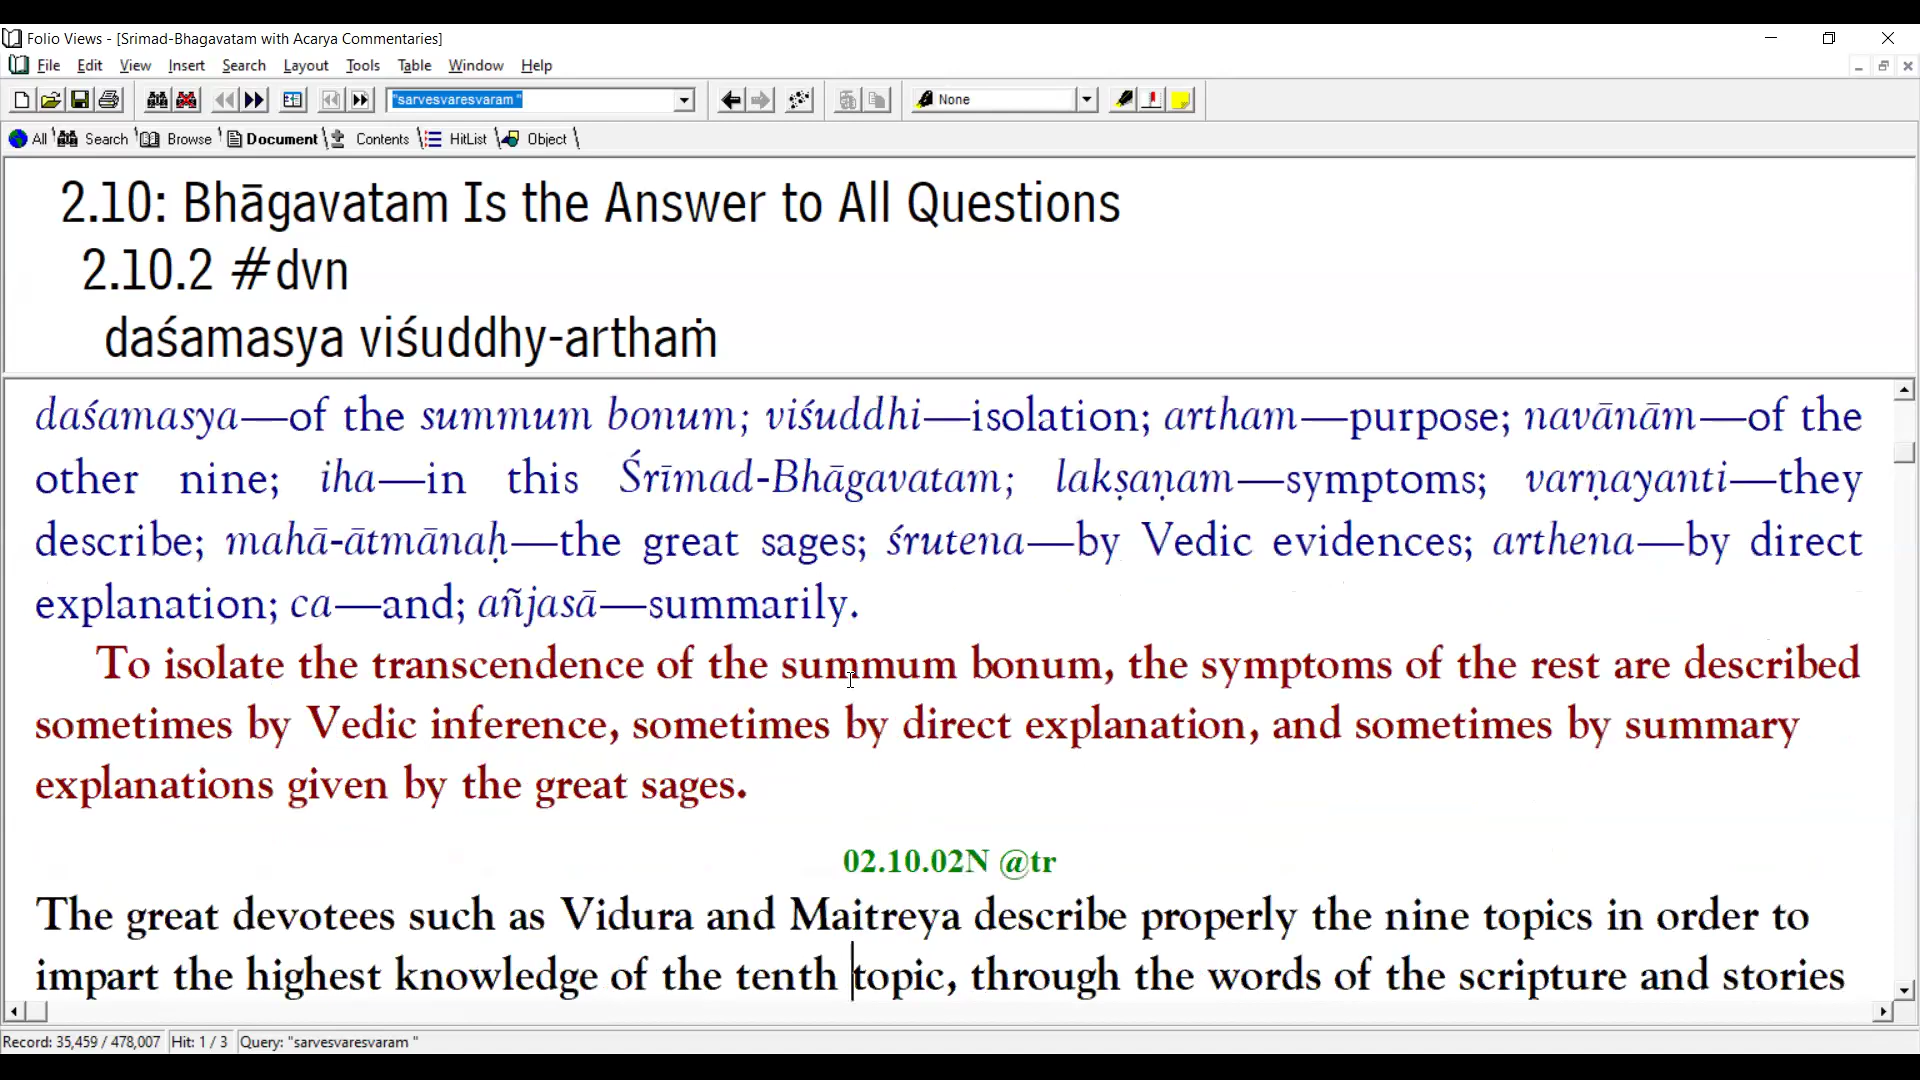 Folio Views - [Srimad-Bhagavatam with Acarya Commentaries]
File Edit View Insert Search Layout Tools Table Window Help
"sarvesvaresvaram " None
All Search Browse Document Contents HitList Object
2.10: Bhāgavatam Is the Answer to All Questions
2.10.2 #dvn
daśamasya viśuddhy-arthaṁ
daśamasya—of the summum bonum; viśuddhi—isolation; artham—purpose; navānām—of the
other nine; iha—in this Śrīmad-Bhāgavatam; lakṣaṇam—symptoms; varṇayanti—they
describe; mahā-ātmānaḥ—the great sages; śrutena—by Vedic evidences; arthena—by direct
explanation; ca—and; añjasā—summarily.
To isolate the transcendence of the summum bonum, the symptoms of the rest are described
sometimes by Vedic inference, sometimes by direct explanation, and sometimes by summary
explanations given by the great sages.
02.10.02N @tr
The great devotees such as Vidura and Maitreya describe properly the nine topics in order to
impart the highest knowledge of the tenth topic, through the words of the scripture and stories
Record: 35,459 / 478,007 Hit: 1 / 3 Query: "sarvesvaresvaram "